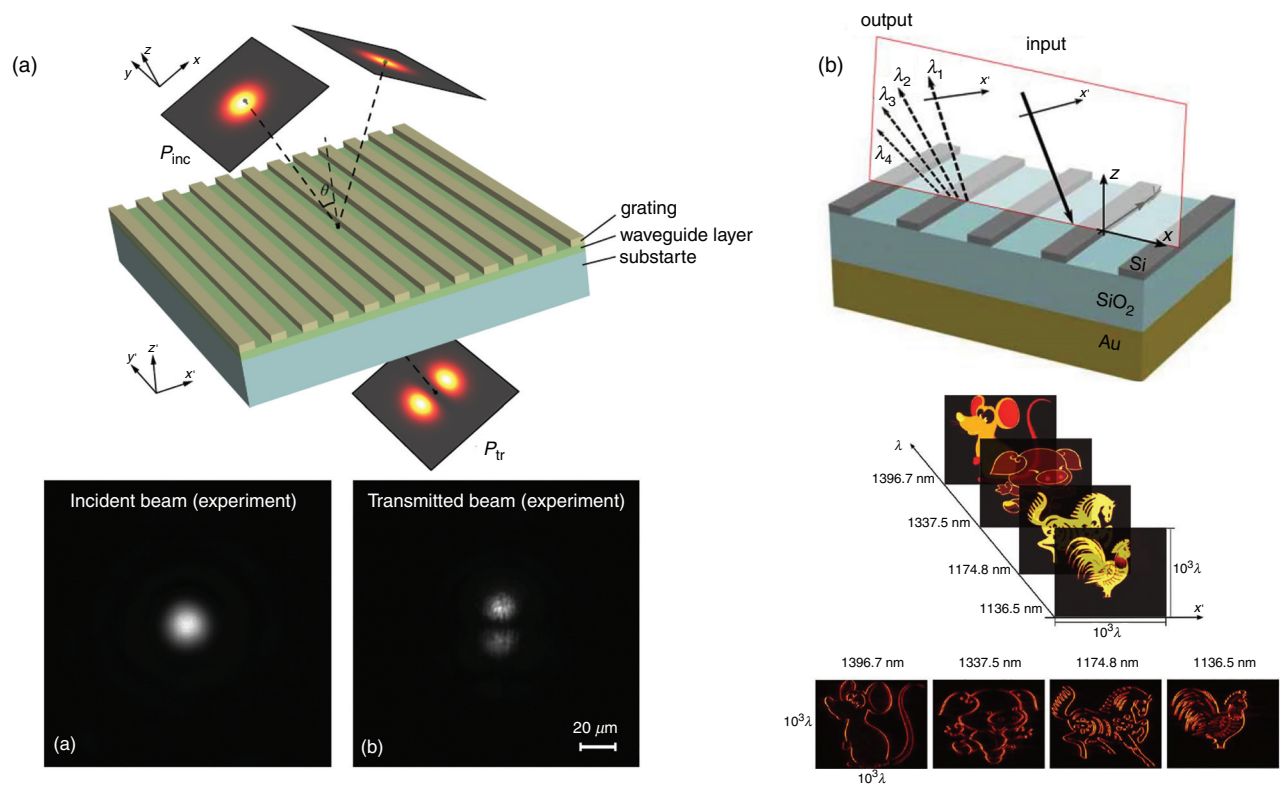 (a)
z
y
x
P_inc
θ
grating
waveguide layer
substarte
z'
y'
x'
P_tr
Incident beam (experiment)
(a)
Transmitted beam (experiment)
(b)
20 μm
(b)
output
input
λ₁
λ₂
λ₃
λ₄
x'
x'
z
y
x
Si
SiO₂
Au
λ
1396.7 nm
1337.5 nm
1174.8 nm
1136.5 nm
10³λ
10³λ
x'
1396.7 nm
1337.5 nm
1174.8 nm
1136.5 nm
10³λ
10³λ